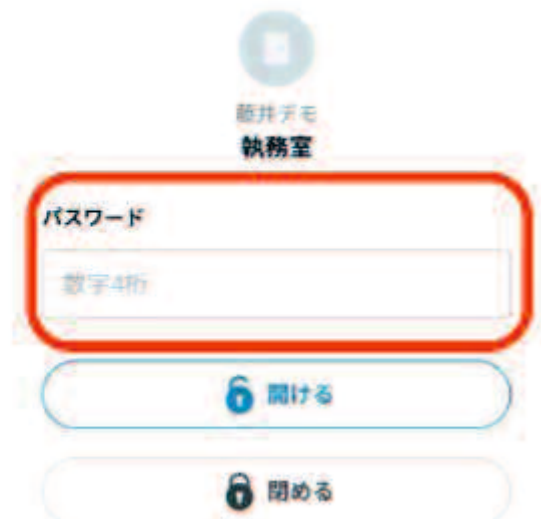 藤井デモ
執務室
パスワード
数字4桁
開ける
閉める